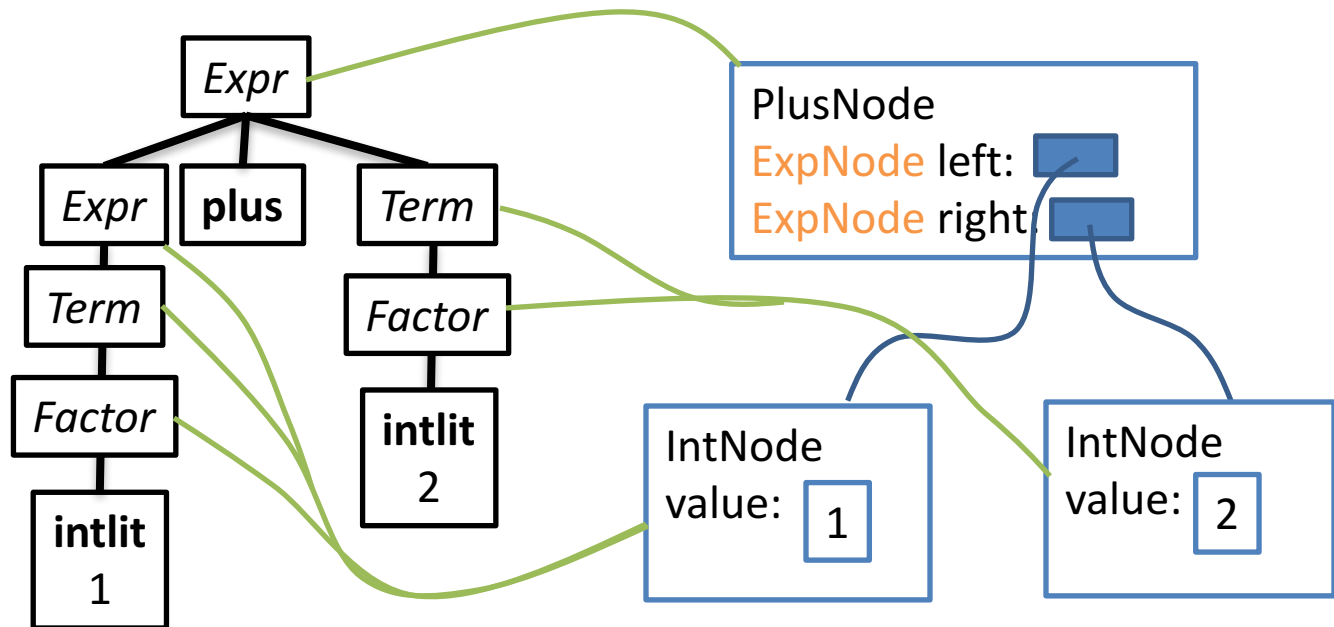 Expr
Expr
plus
Term
Term
Factor
Factor
intlit
2
intlit
1
PlusNode
ExpNode left:
ExpNode right:
IntNode
value: 1
IntNode
value: 2